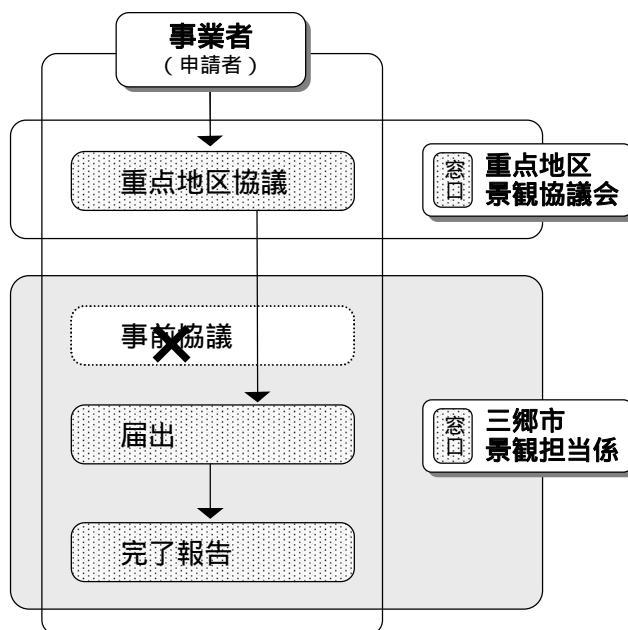 事業者
（申請者）
重点地区協議
窓口
重点地区
景観協議会
事前協議
届出
窓口
三郷市
景観担当係
完了報告